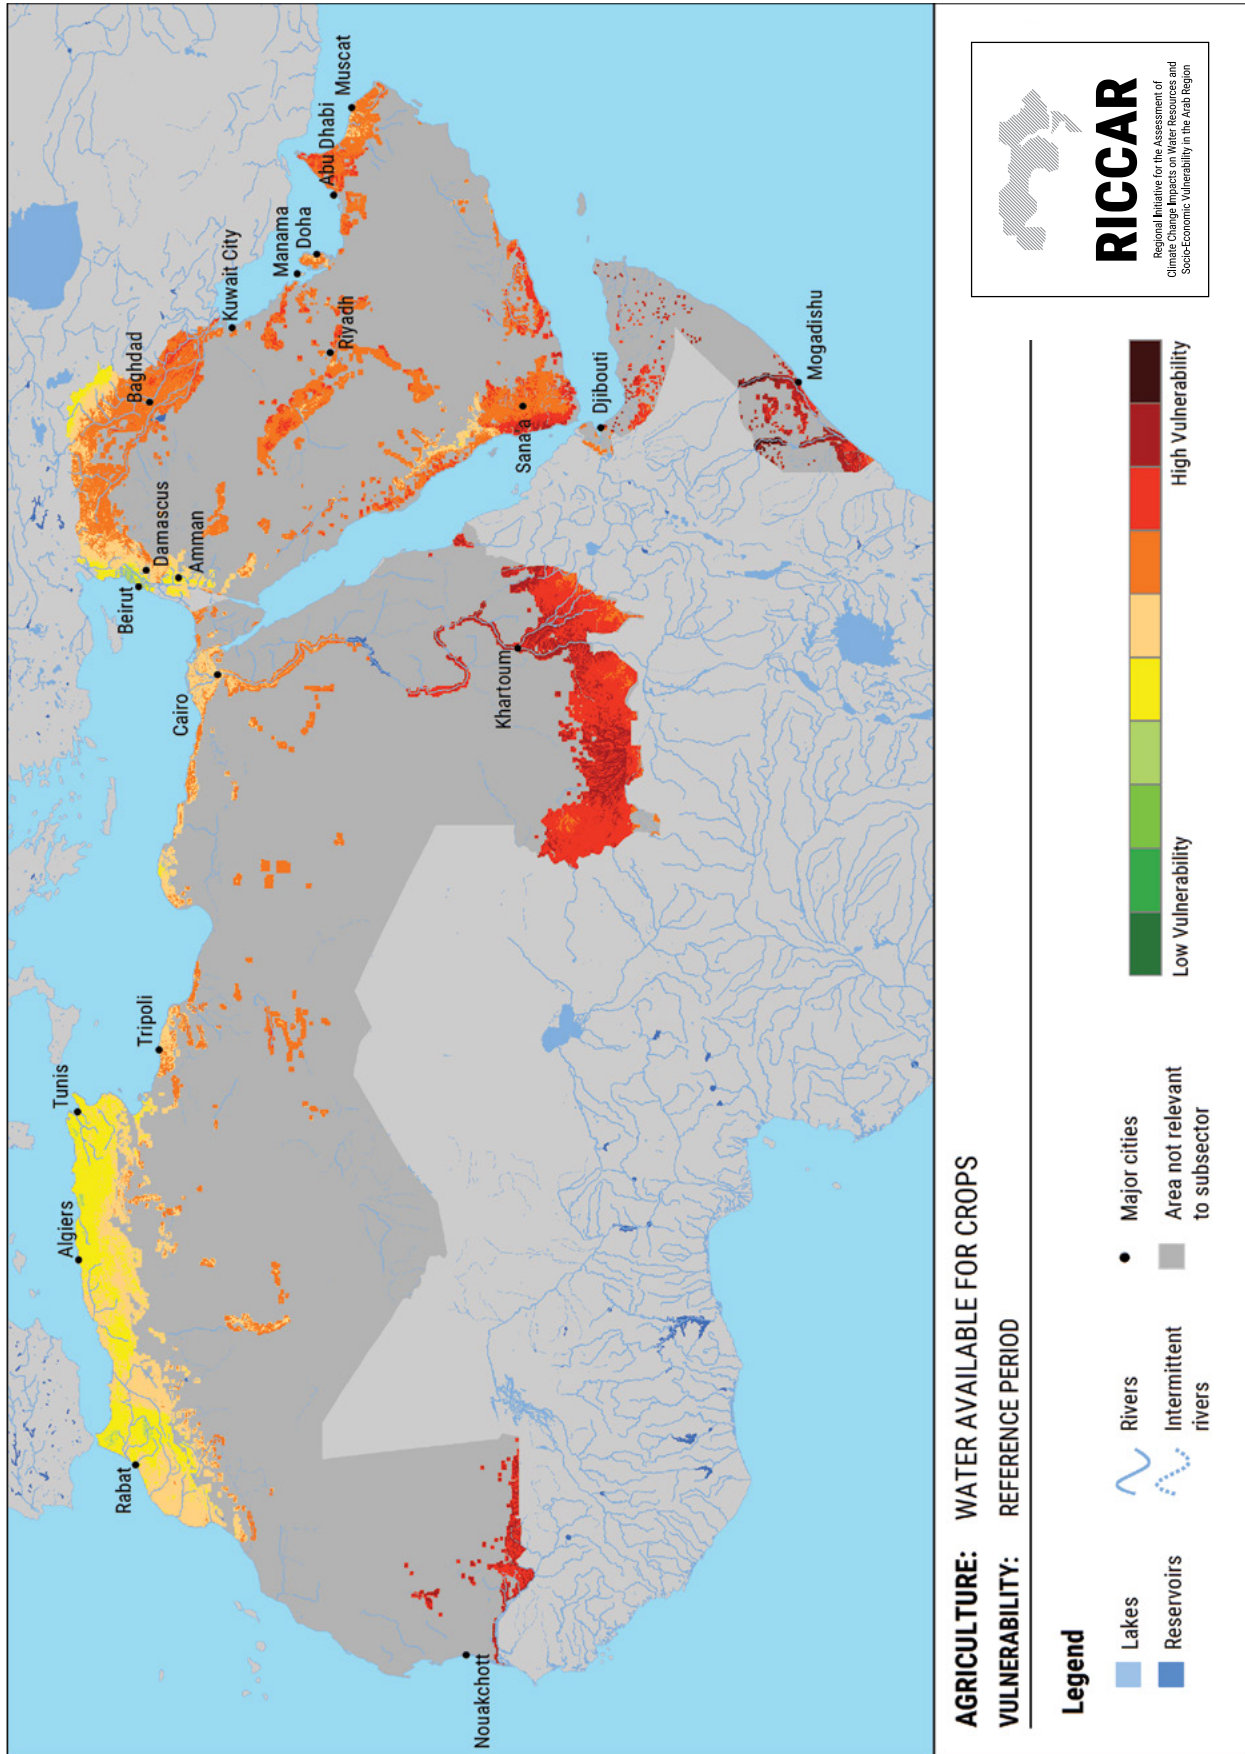 Rabat
Algiers
Tunis
Tripoli
Cairo
Beirut
Damascus
Amman
Baghdad
Kuwait City
Manama
Doha
Abu Dhabi
Muscat
Riyadh
Sana'a
Djibouti
Mogadishu
Khartoum
Nouakchott
AGRICULTURE: WATER AVAILABLE FOR CROPS
VULNERABILITY: REFERENCE PERIOD
Legend
Lakes
Reservoirs
Rivers
Intermittent
rivers
Major cities
Area not relevant
to subsector
Low Vulnerability
High Vulnerability
RICCAR
Regional Initiative for the Assessment of
Climate Change Impacts on Water Resources and
Socio-Economic Vulnerability in the Arab Region